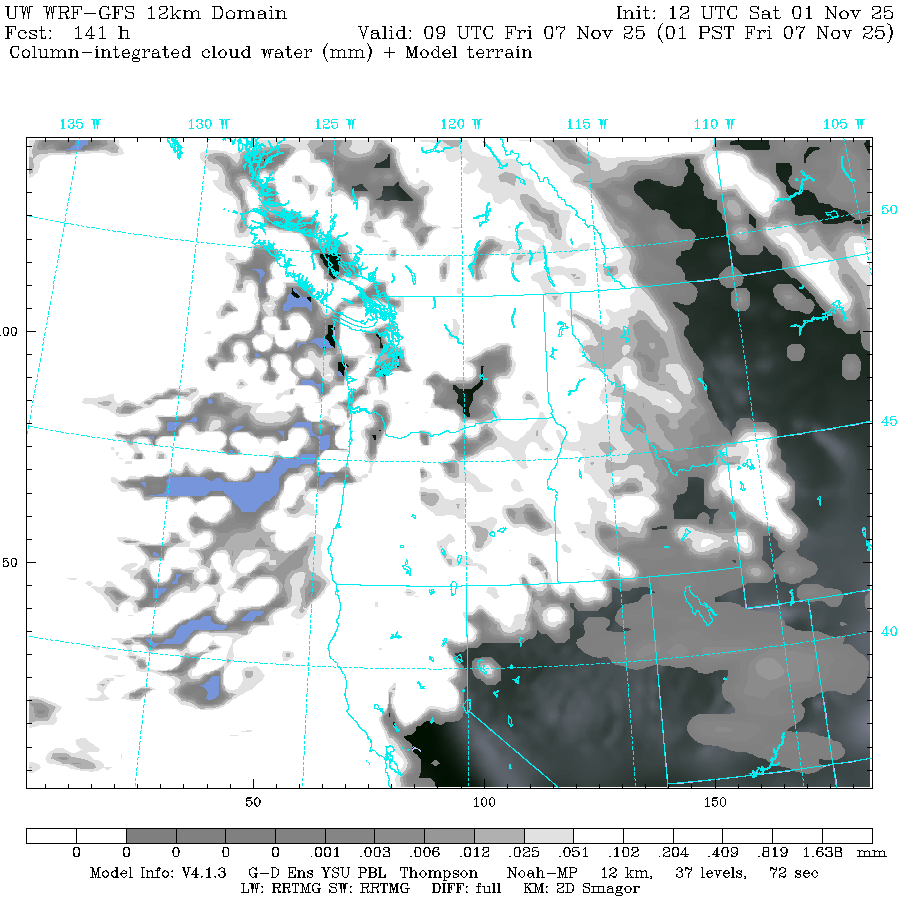 UW WRF-GFS 12km Domain Init: 12 UTC Sat 01 Nov 25
Fcst: 141 h Valid: 09 UTC Fri 07 Nov 25 (01 PST Fri 07 Nov 25)
Column-integrated cloud water (mm) + Model terrain
135 W 130 W 125 W 120 W 115 W 110 W 105 W
50
00
45
50
40
50 100 150
0 0 0 0 .001 .003 .006 .012 .025 .051 .102 .204 .409 .819 1.638 mm
Model Info: V4.1.3 G-D Ens YSU PBL Thompson Noah-MP 12 km, 37 levels, 72 sec
LW: RRTMG SW: RRTMG DIFF: full KM: 2D Smagor